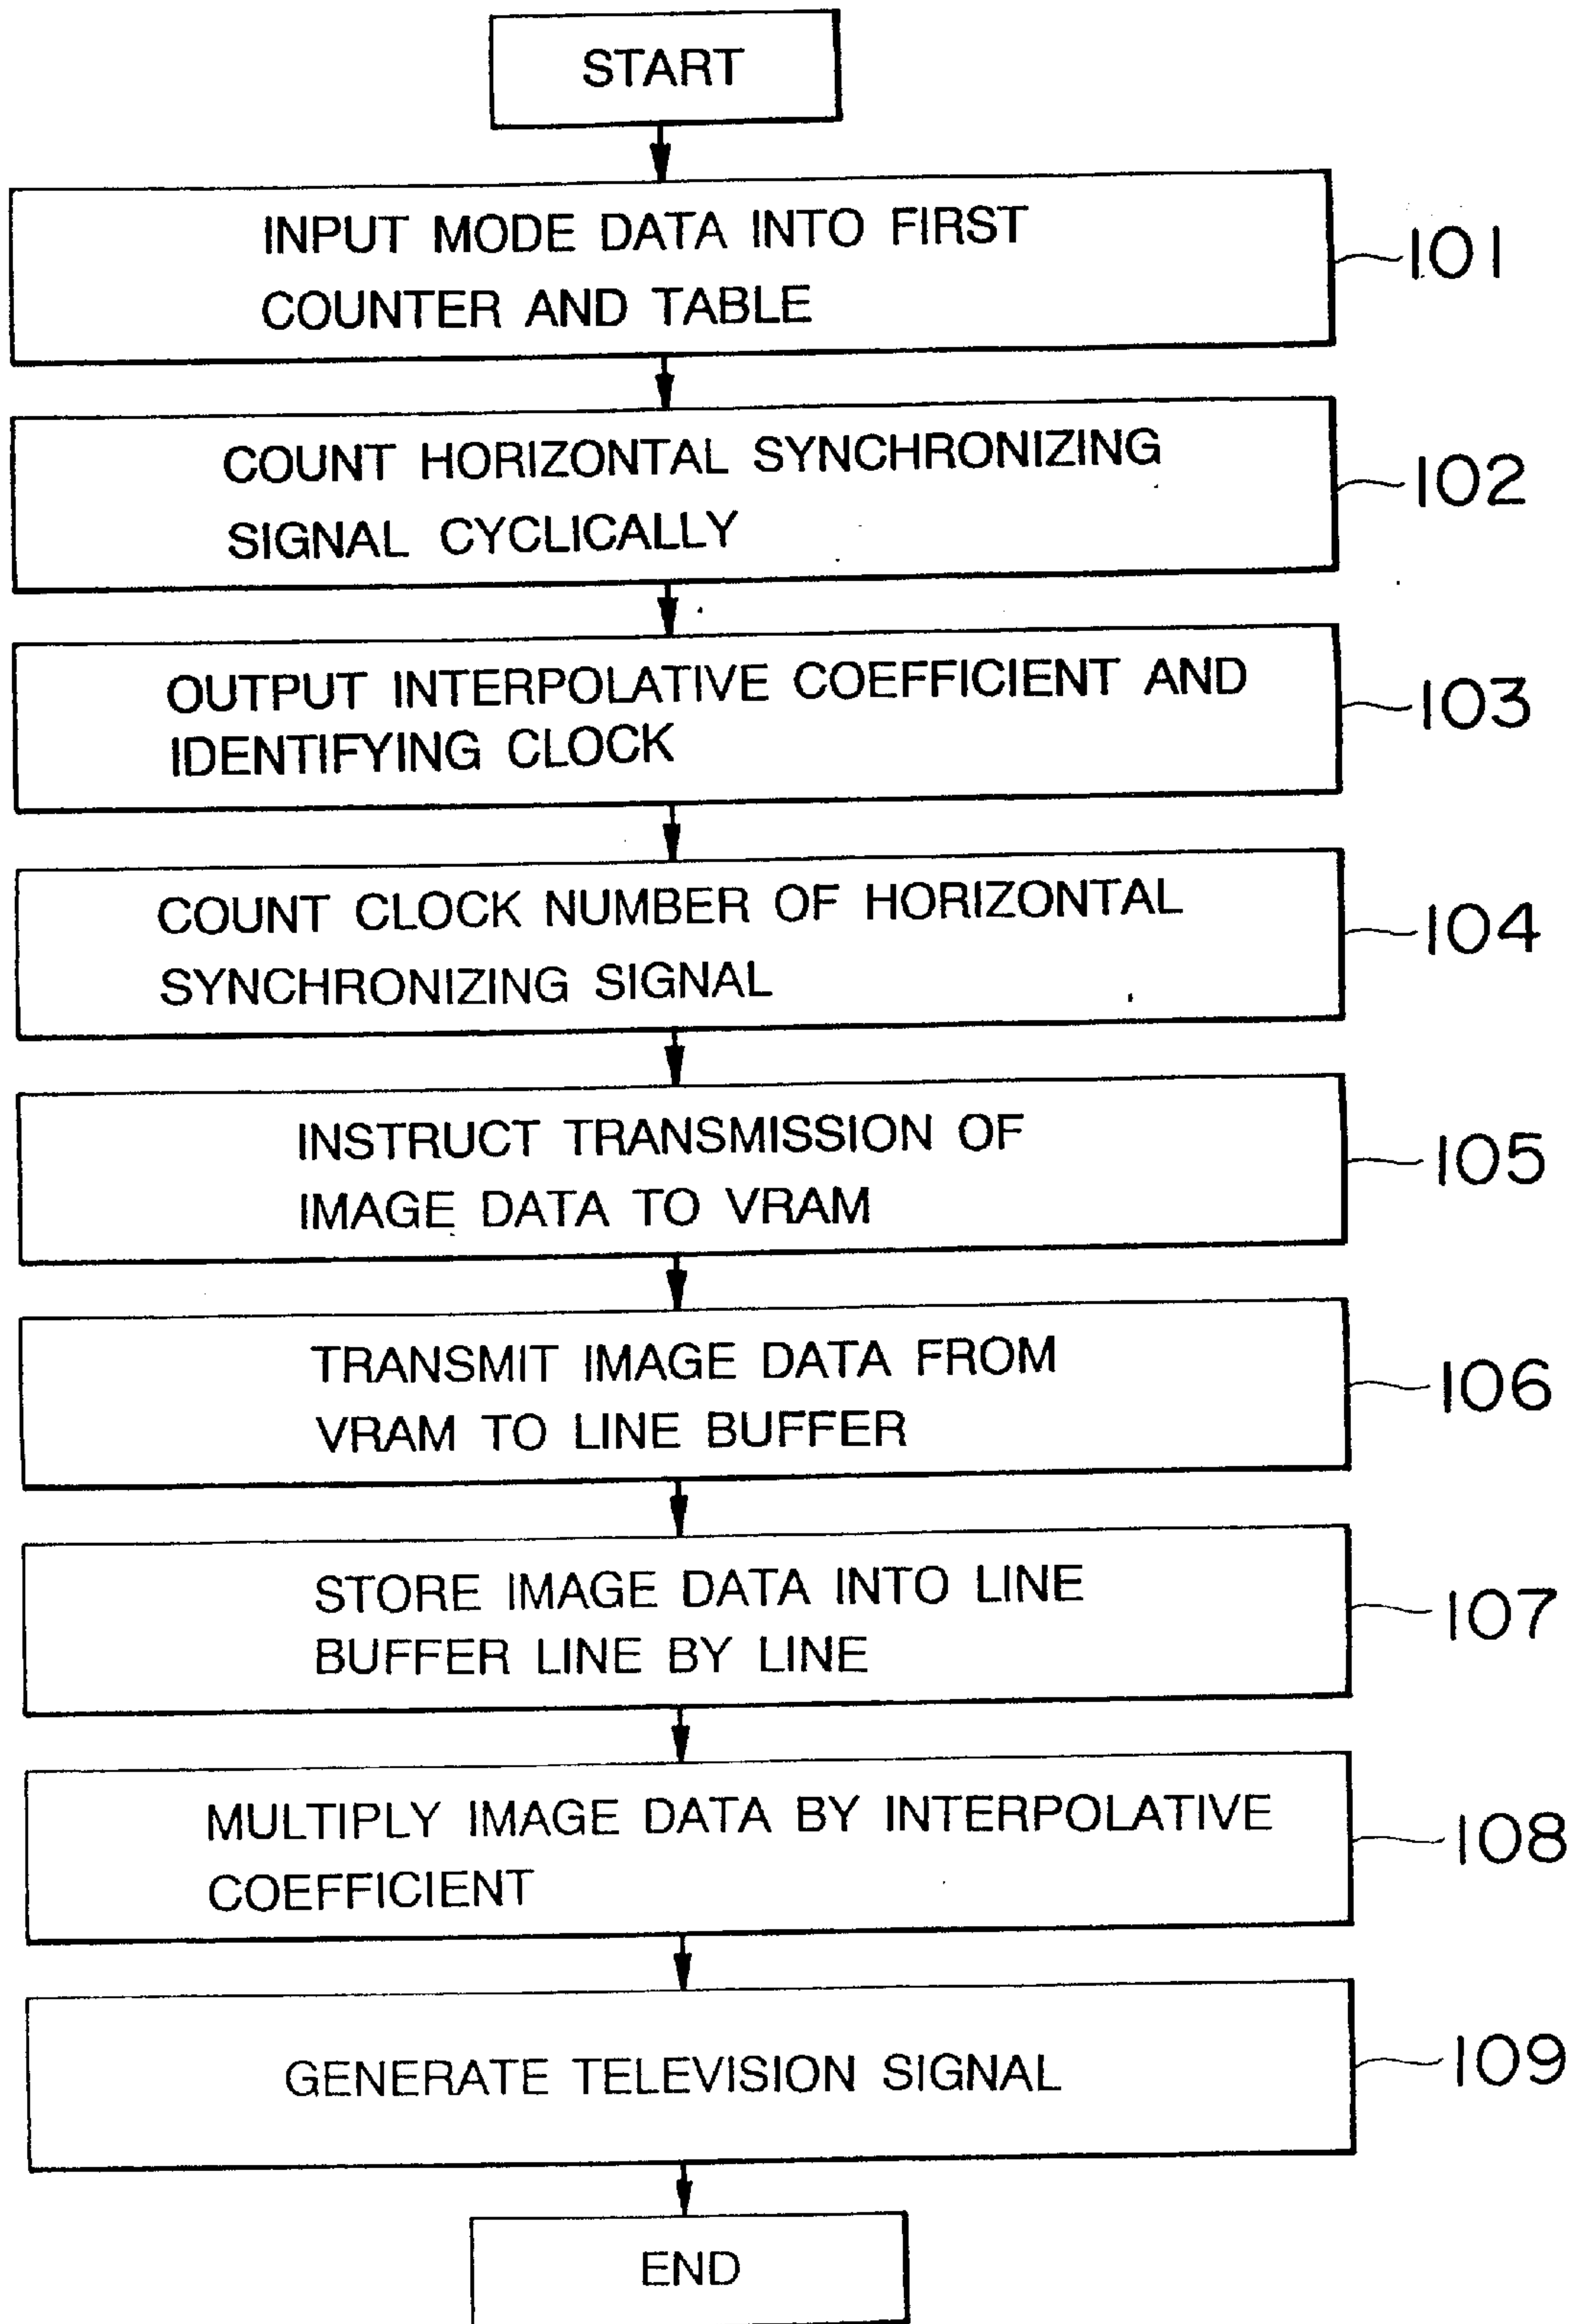 START
INPUT MODE DATA INTO FIRST
COUNTER AND TABLE
101
COUNT HORIZONTAL SYNCHRONIZING
SIGNAL CYCLICALLY
102
OUTPUT INTERPOLATIVE COEFFICIENT AND
IDENTIFYING CLOCK
103
COUNT CLOCK NUMBER OF HORIZONTAL
SYNCHRONIZING SIGNAL
104
INSTRUCT TRANSMISSION OF
IMAGE DATA TO VRAM
105
TRANSMIT IMAGE DATA FROM
VRAM TO LINE BUFFER
106
STORE IMAGE DATA INTO LINE
BUFFER LINE BY LINE
107
MULTIPLY IMAGE DATA BY INTERPOLATIVE
COEFFICIENT
108
GENERATE TELEVISION SIGNAL
109
END